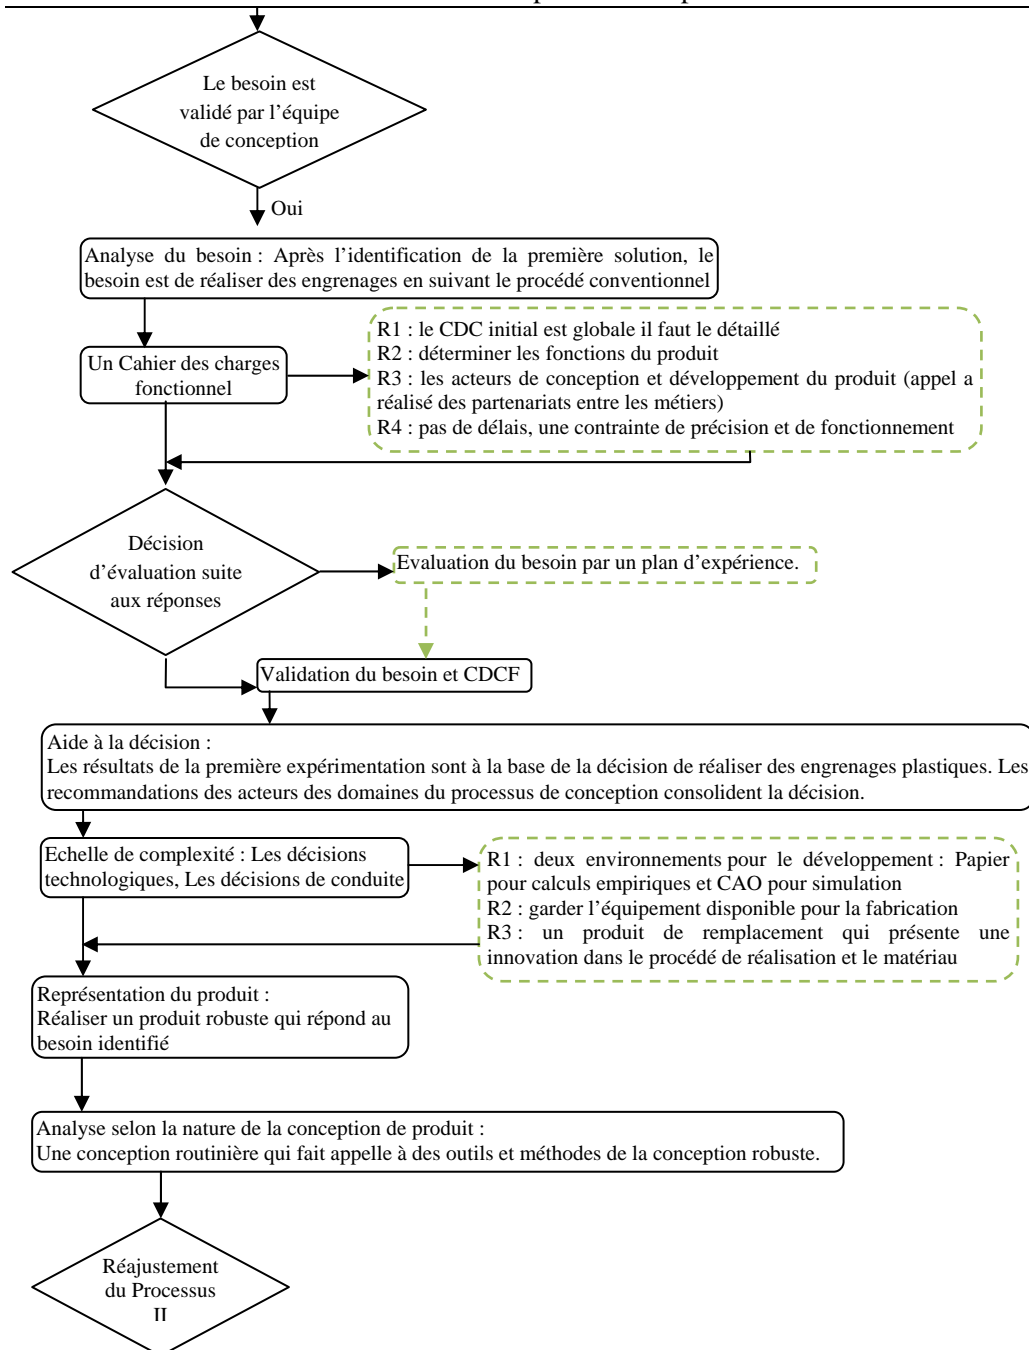 Le besoin est
validé par l'équipe
de conception
Oui
Analyse du besoin : Après l'identification de la première solution, le
besoin est de réaliser des engrenages en suivant le procédé conventionnel
Un Cahier des charges
fonctionnel
R1 : le CDC initial est globale il faut le détaillé
R2 : déterminer les fonctions du produit
R3 : les acteurs de conception et développement du produit (appel a
réalisé des partenariats entre les métiers)
R4 : pas de délais, une contrainte de précision et de fonctionnement
Décision
d'évaluation suite
aux réponses
Evaluation du besoin par un plan d'expérience.
Validation du besoin et CDCF
Aide à la décision :
Les résultats de la première expérimentation sont à la base de la décision de réaliser des engrenages plastiques. Les
recommandations des acteurs des domaines du processus de conception consolident la décision.
Echelle de complexité : Les décisions
technologiques, Les décisions de conduite
R1 : deux environnements pour le développement : Papier
pour calculs empiriques et CAO pour simulation
R2 : garder l'équipement disponible pour la fabrication
R3 : un produit de remplacement qui présente une
innovation dans le procédé de réalisation et le matériau
Représentation du produit :
Réaliser un produit robuste qui répond au
besoin identifié
Analyse selon la nature de la conception de produit :
Une conception routinière qui fait appelle à des outils et méthodes de la conception robuste.
Réajustement
du Processus
II